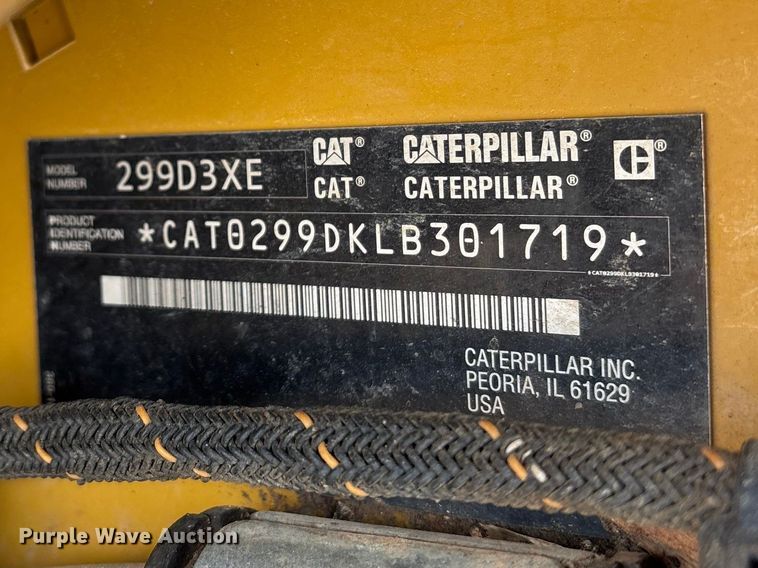 MODEL NUMBER 299D3XE
CAT® CATERPILLAR® C®
CAT® CATERPILLAR®
PRODUCT IDENTIFICATION NUMBER *CAT0299DKLB301719*
*CAT0299DKLB301719*
CATERPILLAR INC.
PEORIA, IL 61629
USA
Purple Wave Auction